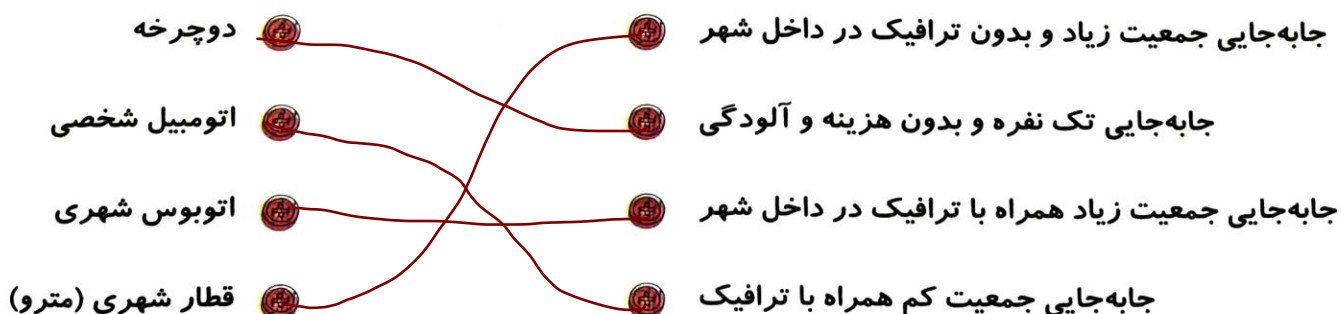 جابه‌جایی جمعیت زیاد و بدون ترافیک در داخل شهر
دوچرخه
جابه‌جایی تک نفره و بدون هزینه و آلودگی
اتومبیل شخصی
جابه‌جایی جمعیت زیاد همراه با ترافیک در داخل شهر
اتوبوس شهری
جابه‌جایی جمعیت کم همراه با ترافیک
قطار شهری (مترو)